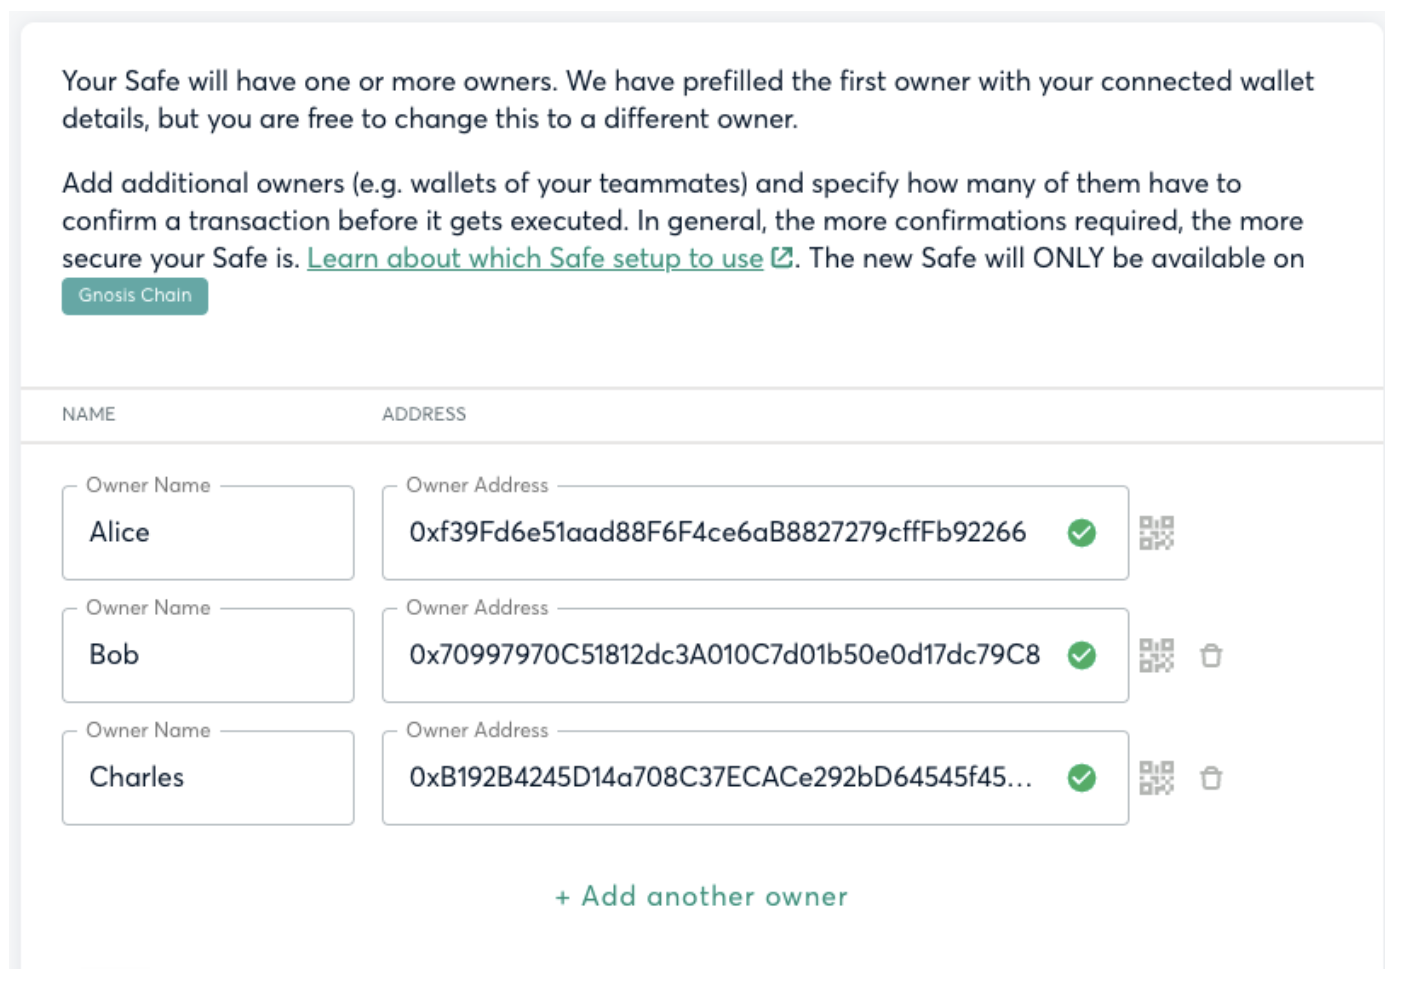 Your Safe will have one or more owners. We have prefilled the first owner with your connected wallet
details, but you are free to change this to a different owner.
Add additional owners (e.g. wallets of your teammates) and specify how many of them have to
confirm a transaction before it gets executed. In general, the more confirmations required, the more
secure your Safe is. Learn about which Safe setup to use. The new Safe will ONLY be available on
Gnosis Chain
NAME ADDRESS
Owner Name Owner Address
Alice 0xf39Fd6e51aad88F6F4ce6aB8827279cffFb92266
Owner Name Owner Address
Bob 0x70997970C51812dc3A010C7d01b50e0d17dc79C8
Owner Name Owner Address
Charles 0xB192B4245D14a708C37ECACe292bD64545f45...
+ Add another owner